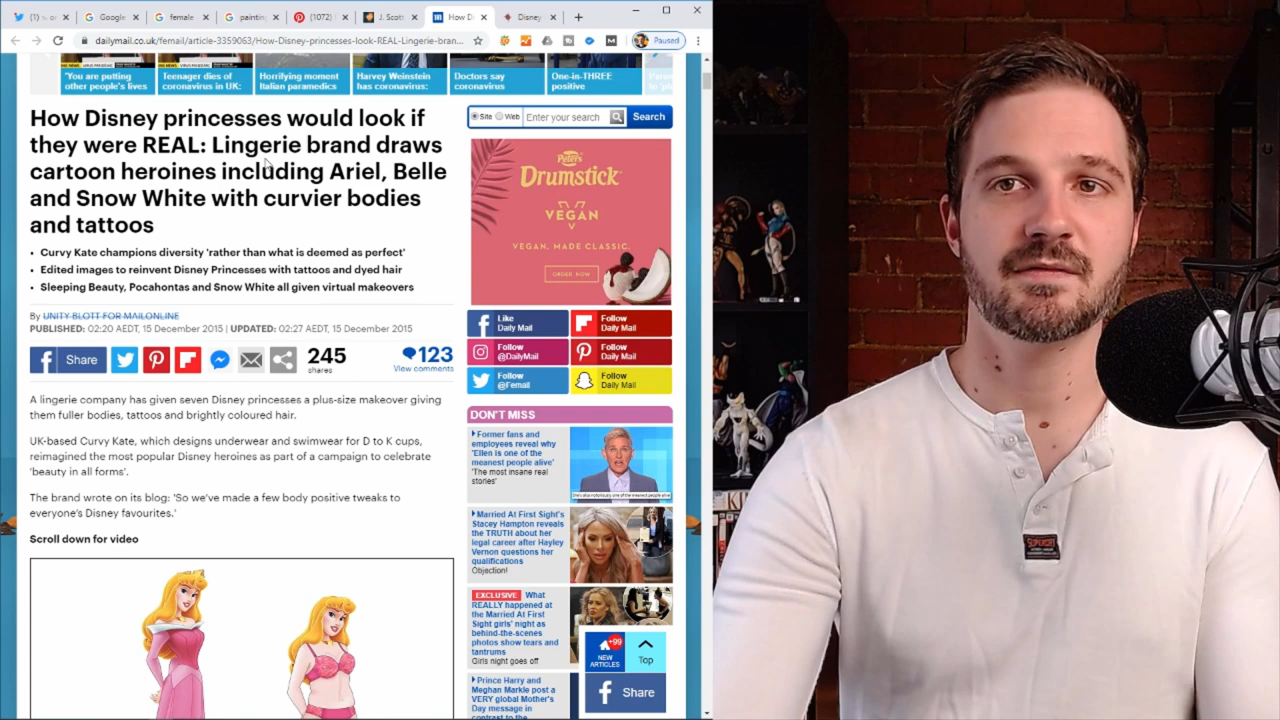 (1) w
Google
female
painting
(1072)
J. Scott
How Di
Disney
dailymail.co.uk/femail/article-3359063/How-Disney-princesses-look-REAL-Lingerie-bran...
Paused
'You are putting
other people's lives
Teenager dies of
coronavirus in UK:
Horrifying moment
Italian paramedics
Harvey Weinstein
has coronavirus:
Doctors say
coronavirus
One-in-THREE
positive
How Disney princesses would look if
they were REAL: Lingerie brand draws
cartoon heroines including Ariel, Belle
and Snow White with curvier bodies
and tattoos
• Curvy Kate champions diversity 'rather than what is deemed as perfect'
• Edited images to reinvent Disney Princesses with tattoos and dyed hair
• Sleeping Beauty, Pocahontas and Snow White all given virtual makeovers
By UNITY BLOTT FOR MAILONLINE
PUBLISHED: 02:20 AEDT, 15 December 2015 | UPDATED: 02:27 AEDT, 15 December 2015
Share
245
shares
123
View comments
A lingerie company has given seven Disney princesses a plus-size makeover giving
them fuller bodies, tattoos and brightly coloured hair.
UK-based Curvy Kate, which designs underwear and swimwear for D to K cups,
reimagined the most popular Disney heroines as part of a campaign to celebrate
'beauty in all forms'.
The brand wrote on its blog: 'So we've made a few body positive tweaks to
everyone's Disney favourites.'
Scroll down for video
Site
Web
Enter your search
Search
Peters
Drumstick
VEGAN
VEGAN, MADE CLASSIC.
ORDER NOW
Like
Daily Mail
Follow
Daily Mail
Follow
@DailyMail
Follow
Daily Mail
Follow
@Femail
Follow
Daily Mail
DON'T MISS
Former fans and
employees reveal why
'Ellen is one of the
meanest people alive'
'The most insane real
stories'
Married At First Sight's
Stacey Hampton reveals
the TRUTH about her
legal career after Hayley
Vernon questions her
qualifications
Objection!
EXCLUSIVE What
REALLY happened at
the Married At First
Sight girls' night as
behind-the-scenes
photos show tears and
tantrums
Girls night goes off
Prince Harry and
Meghan Markle post a
VERY global Mother's
Day message in
contrast to the
+99
NEW
ARTICLES
Top
Share
SUPERDRY